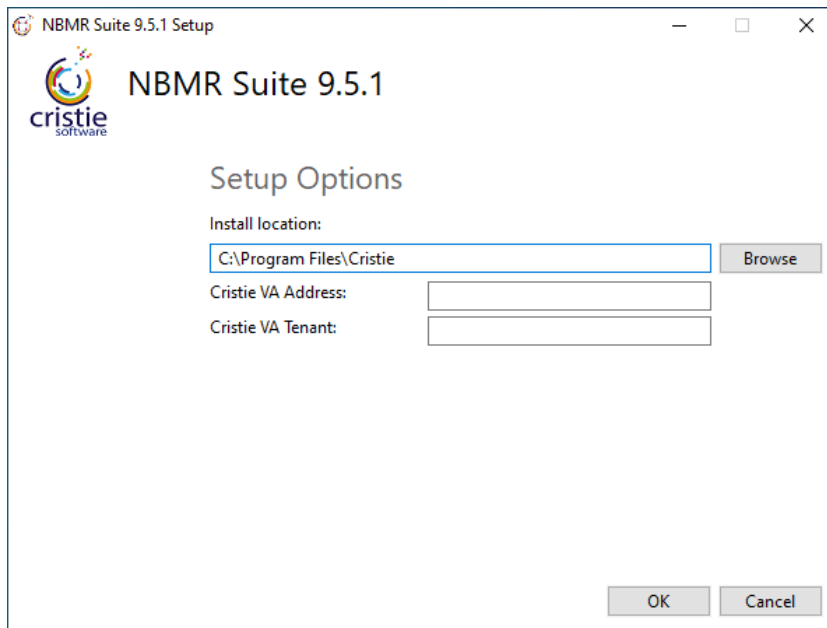 NBMR Suite 9.5.1 Setup
cristie
software
NBMR Suite 9.5.1
Setup Options
Install location:
C:\Program Files\Cristie
Browse
Cristie VA Address:
Cristie VA Tenant:
OK
Cancel